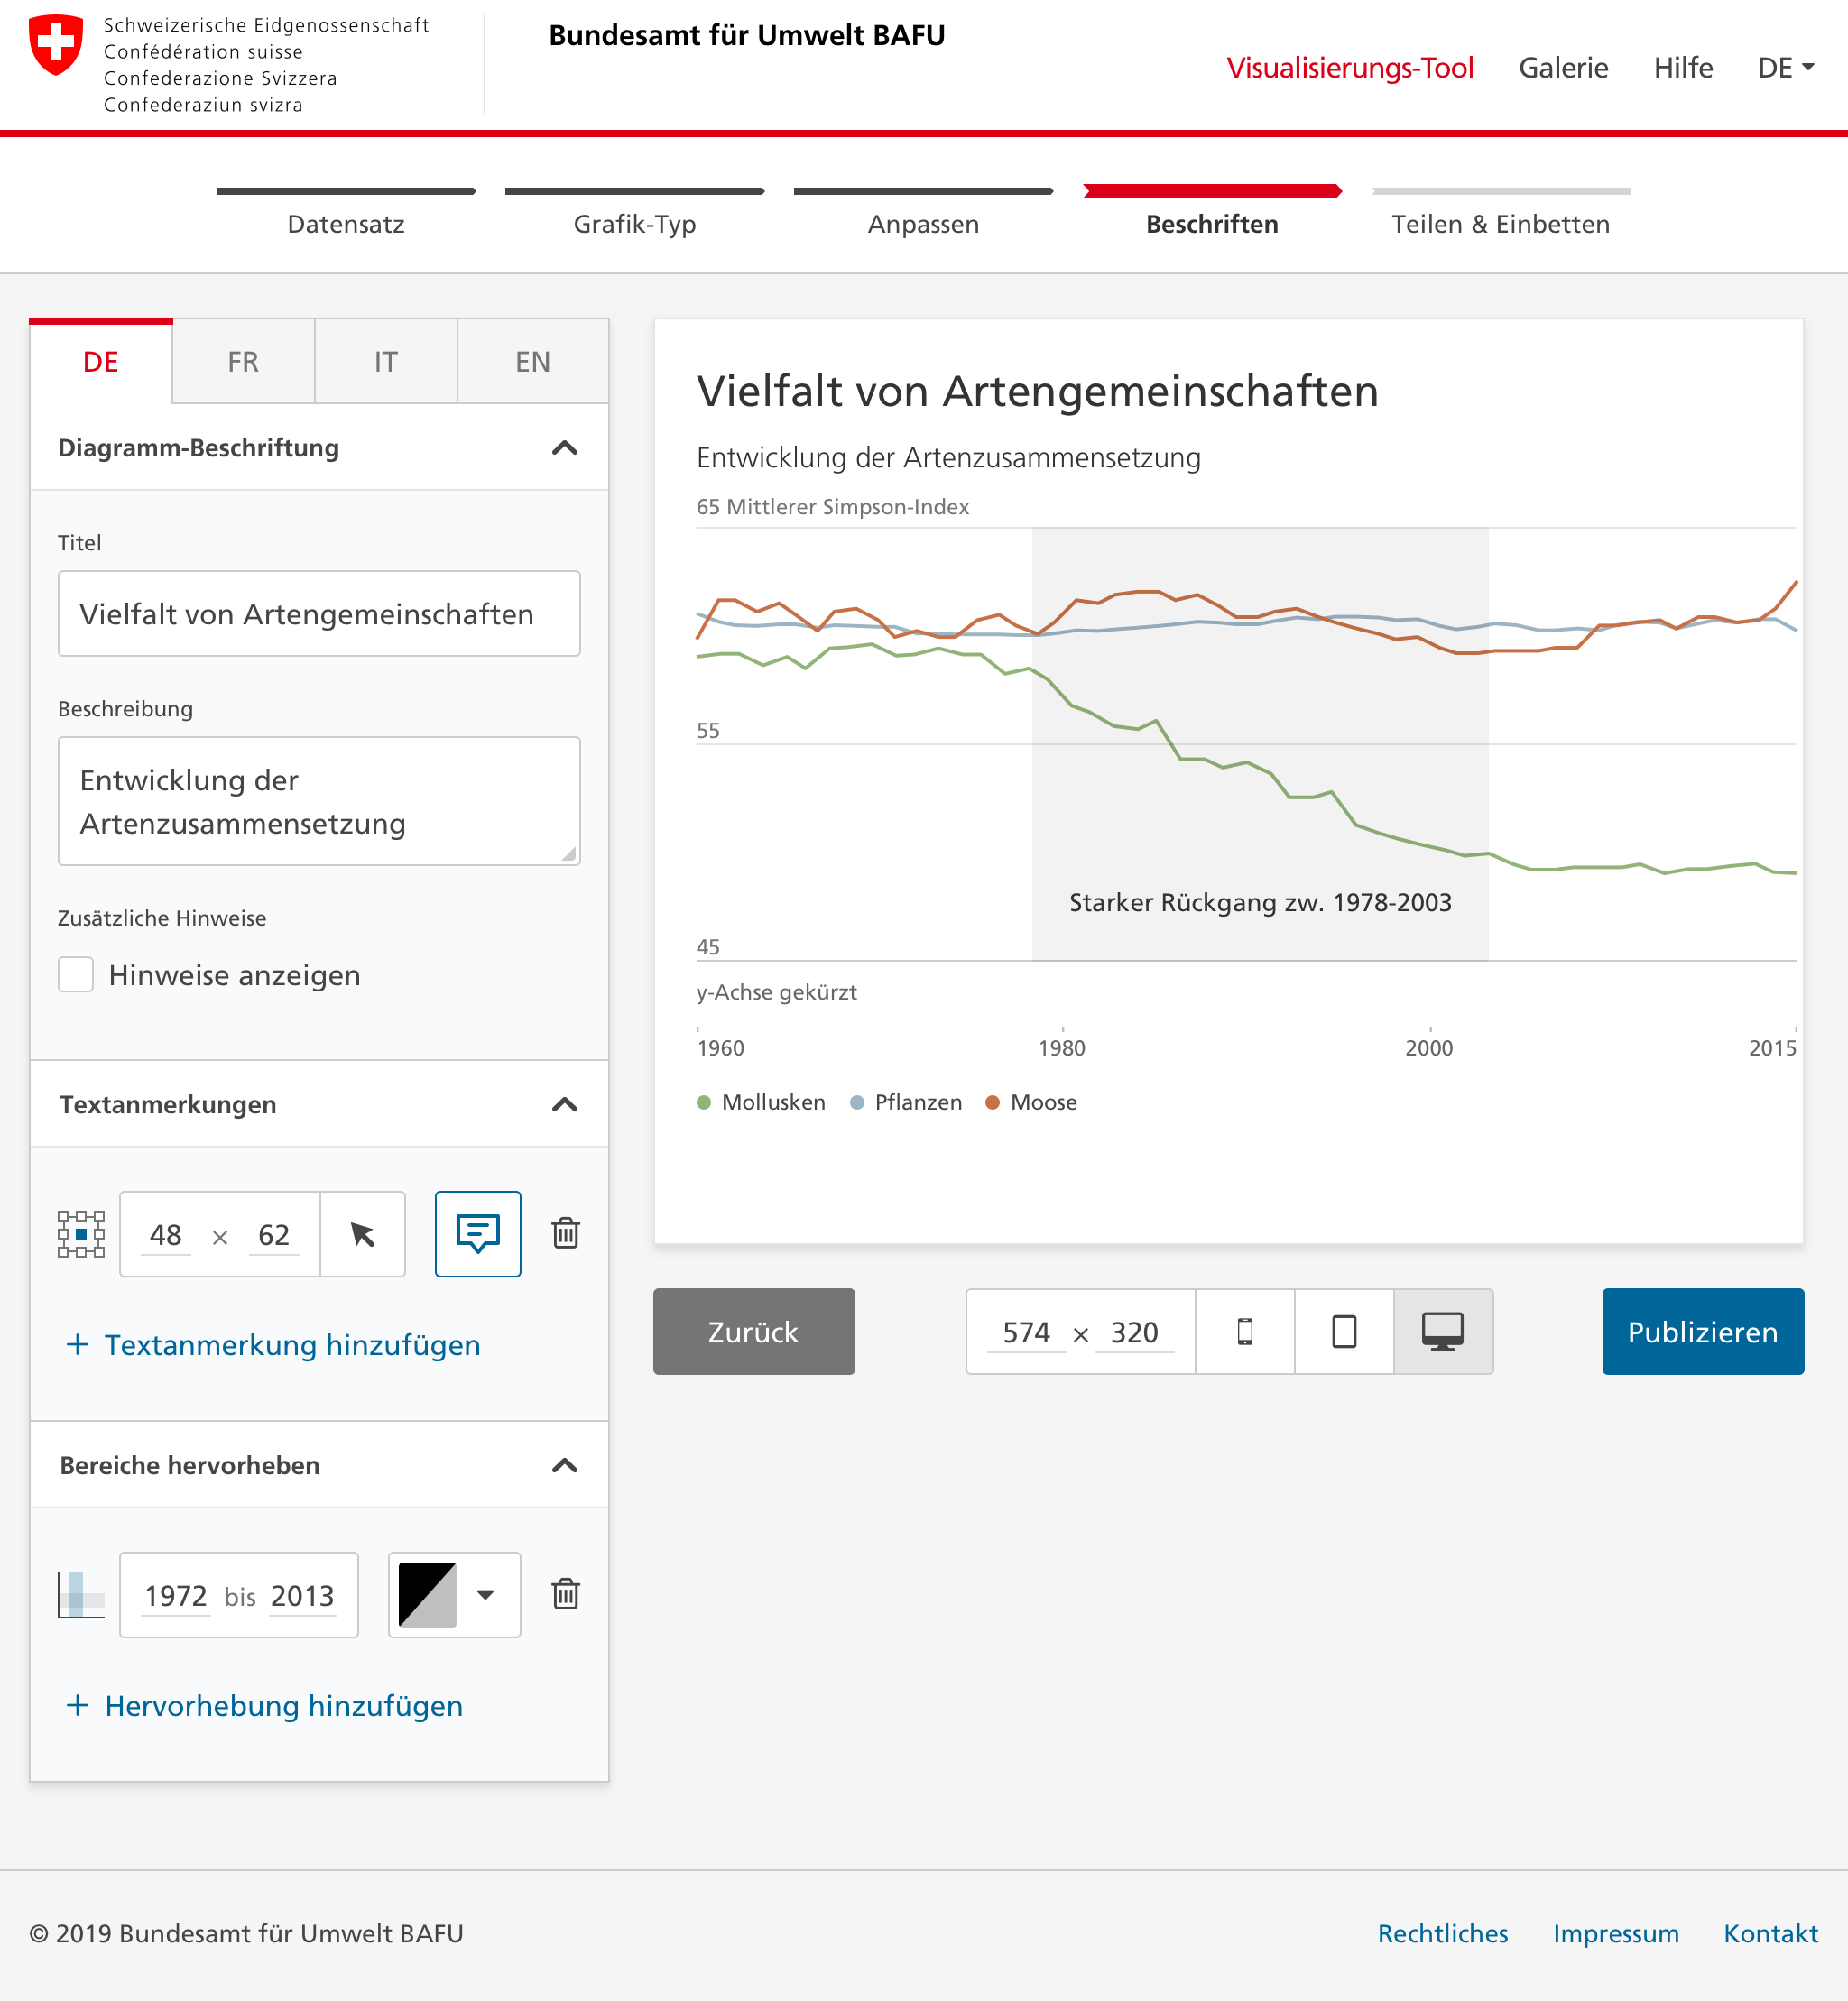 Schweizerische Eidgenossenschaft
Confédération suisse
Confederazione Svizzera
Confederaziun svizra
Bundesamt für Umwelt BAFU
Visualisierungs-Tool
Galerie
Hilfe
DE
Datensatz
Grafik-Typ
Anpassen
Beschriften
Teilen & Einbetten
DE
FR
IT
EN
Diagramm-Beschriftung
Titel
Vielfalt von Artengemeinschaften
Beschreibung
Entwicklung der
Artenzusammensetzung
Zusätzliche Hinweise
Hinweise anzeigen
Textanmerkungen
48 × 62
+ Textanmerkung hinzufügen
Bereiche hervorheben
1972 bis 2013
+ Hervorhebung hinzufügen
Vielfalt von Artengemeinschaften
Entwicklung der Artenzusammensetzung
65 Mittlerer Simpson-Index
55
Starker Rückgang zw. 1978-2003
45
y-Achse gekürzt
1960
1980
2000
2015
Mollusken
Pflanzen
Moose
Zurück
574 × 320
Publizieren
© 2019 Bundesamt für Umwelt BAFU
Rechtliches
Impressum
Kontakt